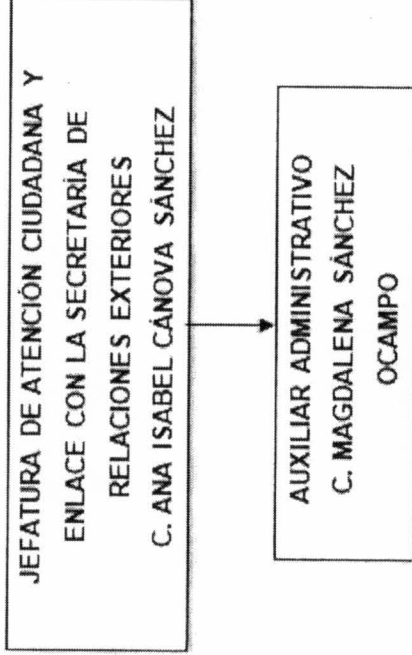 JEFATURA DE ATENCIÓN CIUDADANA Y
ENLACE CON LA SECRETARÍA DE
RELACIONES EXTERIORES
C. ANA ISABEL CÁNOVA SÁNCHEZ
AUXILIAR ADMINISTRATIVO
C. MAGDALENA SÁNCHEZ
OCAMPO